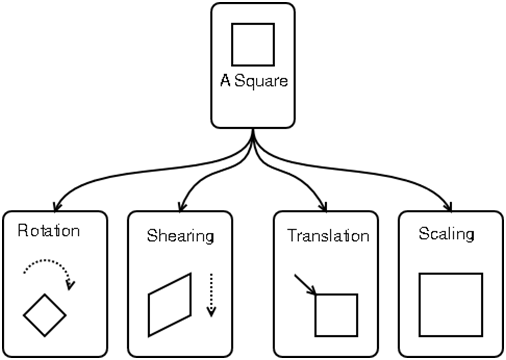 A Square
Rotation
Shearing
Translation
Scaling